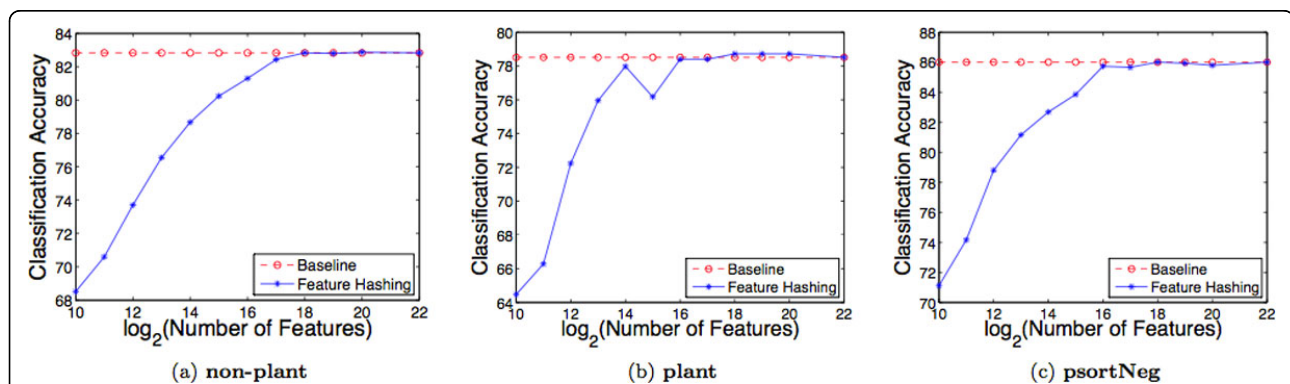 84
82
80
78
76
74
72
70
68
Classification Accuracy
10 12 14 16 18 20 22
log2(Number of Features)
Baseline
Feature Hashing
(a) non-plant
80
78
76
74
72
70
68
66
64
Classification Accuracy
10 12 14 16 18 20 22
log2(Number of Features)
Baseline
Feature Hashing
(b) plant
88
86
84
82
80
78
76
74
72
70
Classification Accuracy
10 12 14 16 18 20 22
log2(Number of Features)
Baseline
Feature Hashing
(c) psortNeg